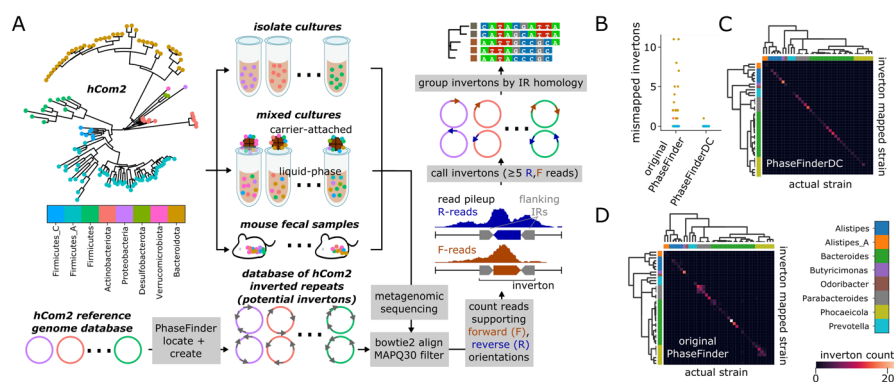 A
hCom2
Firmicutes_C
Firmicutes_A
Firmicutes
Actinobacteriota
Proteobacteria
Desulfobacterota
Verrucomicrobiota
Bacteroidota
isolate cultures
mixed cultures
carrier-attached
liquid-phase
mouse fecal samples
hCom2 reference
genome database
PhaseFinder
locate +
create
database of hCom2
inverted repeats
(potential invertons)
metagenomic
sequencing
bowtie2 align
MAPQ30 filter
count reads
supporting
forward (F),
reverse (R)
orientations
read pileup
flanking
IRs
R-reads
F-reads
inverton
call invertons (≥5 R,F reads)
group invertons by IR homology
C A T A C G A T T A
C A T A C G A T T A
C A T A T G C C G C
A T A T G C C G C
A A T A T G C C G C
B
mismapped invertons
10
5
0
original
PhaseFinder
PhaseFinderDC
C
PhaseFinderDC
actual strain
inverton mapped strain
D
original
PhaseFinder
actual strain
inverton mapped strain
Alistipes
Alistipes_A
Bacteroides
Butyricimonas
Odoribacter
Parabacteroides
Phocaeicola
Prevotella
inverton count
0
20